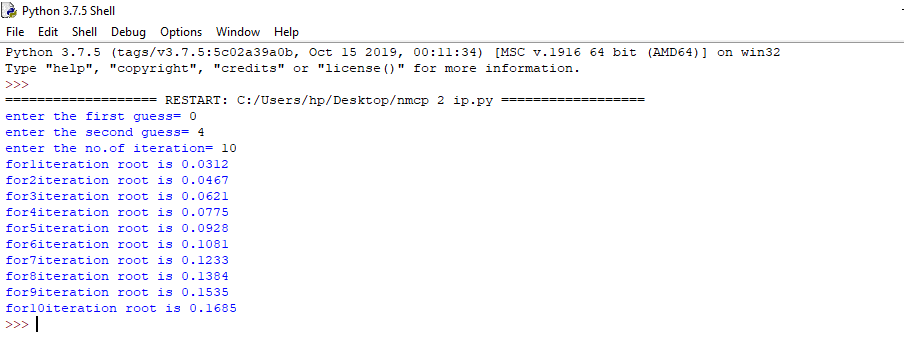 Python 3.7.5 Shell
File Edit Shell Debug Options Window Help
Python 3.7.5 (tags/v3.7.5:5c02a39a0b, Oct 15 2019, 00:11:34) [MSC v.1916 64 bit (AMD64)] on win32
Type "help", "copyright", "credits" or "license()" for more information.
>>>
=================== RESTART: C:/Users/hp/Desktop/nmcp 2 ip.py ==================
enter the first guess= 0
enter the second guess= 4
enter the no.of iteration= 10
for1iteration root is 0.0312
for2iteration root is 0.0467
for3iteration root is 0.0621
for4iteration root is 0.0775
for5iteration root is 0.0928
for6iteration root is 0.1081
for7iteration root is 0.1233
for8iteration root is 0.1384
for9iteration root is 0.1535
for10iteration root is 0.1685
>>>